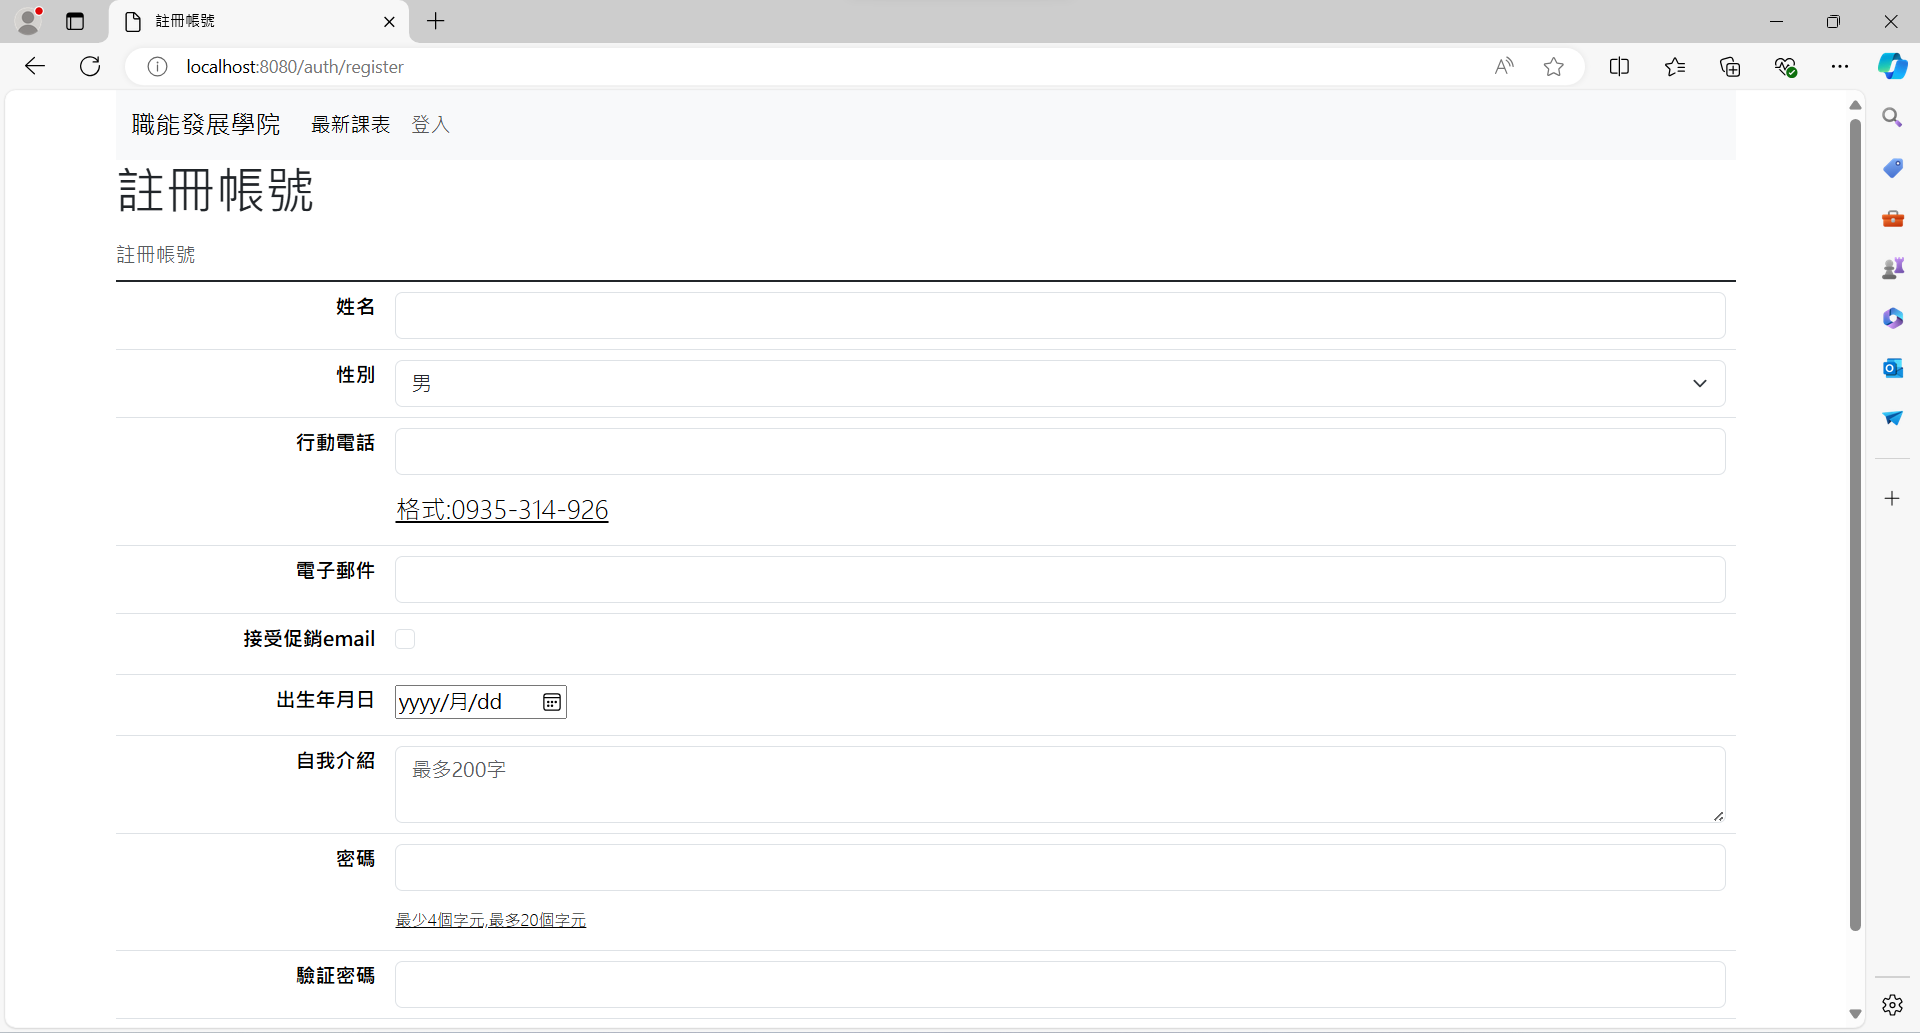 註冊帳號
localhost:8080/auth/register
職能發展學院 最新課表 登入
註冊帳號
註冊帳號
姓名
性別 男
行動電話
格式:0935-314-926
電子郵件
接受促銷email
出生年月日 yyyy/月/dd
自我介紹 最多200字
密碼
最少4個字元,最多20個字元
驗証密碼